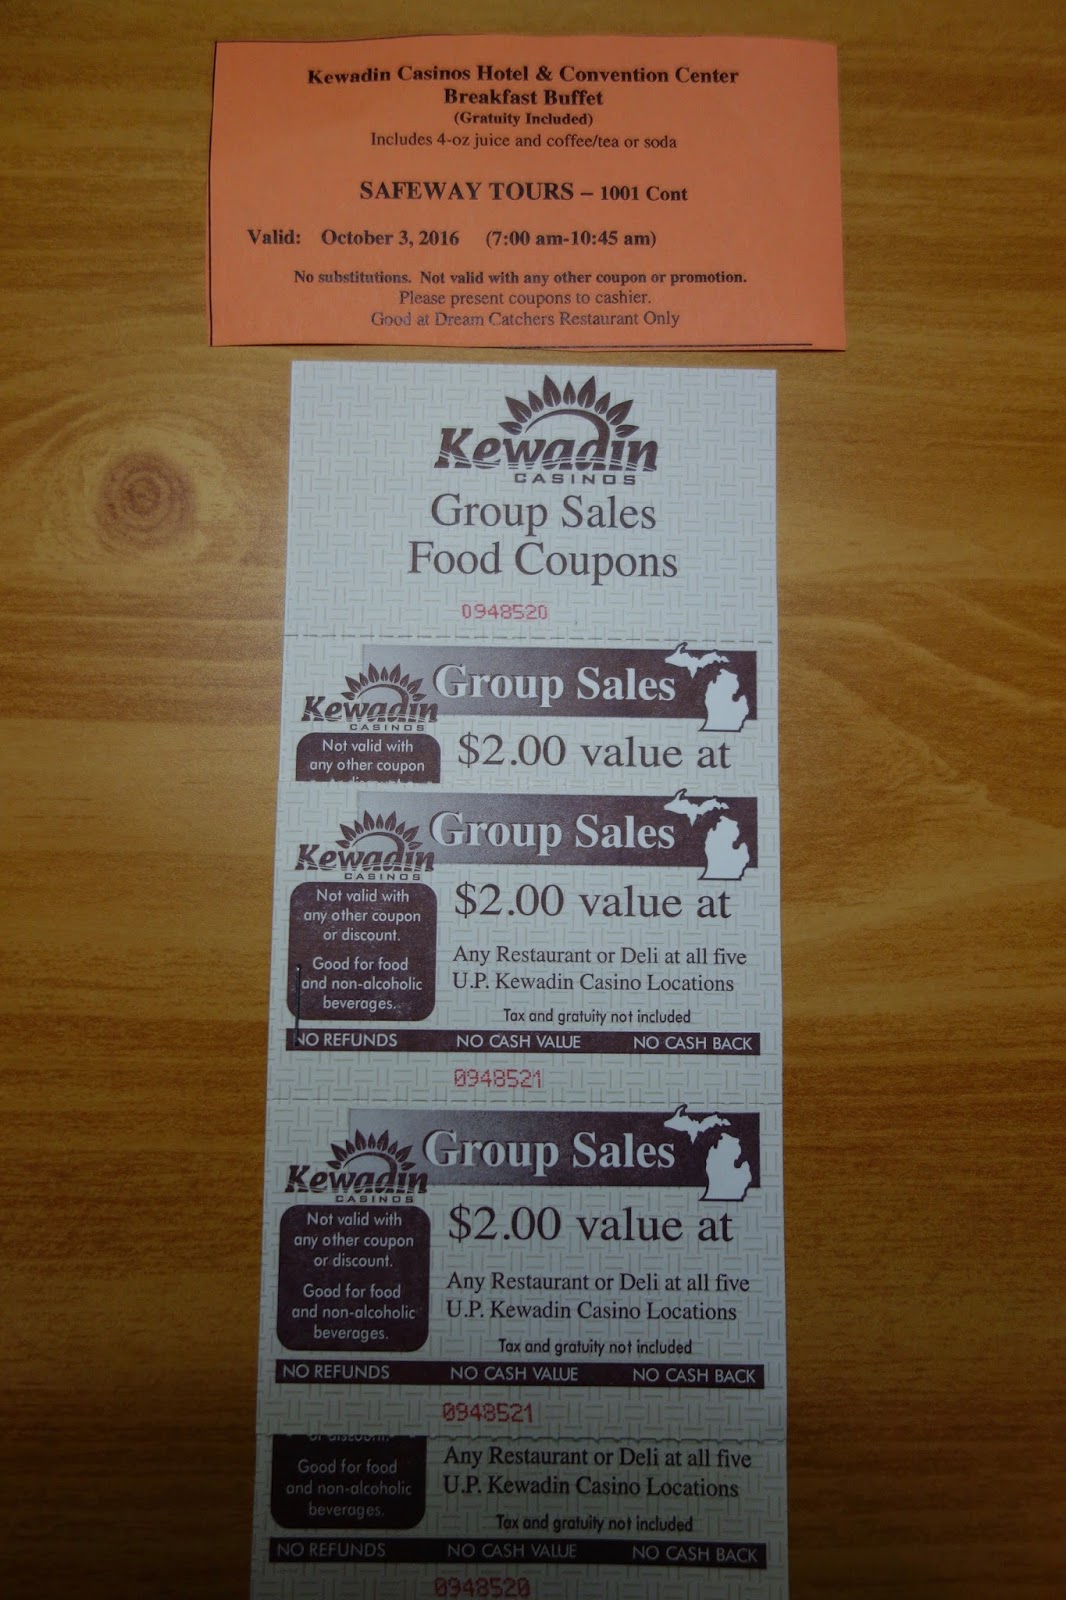 Kewadin Casinos Hotel & Convention Center
Breakfast Buffet
(Gratuity Included)
Includes 4-oz juice and coffee/tea or soda
SAFEWAY TOURS – 1001 Cont
Valid: October 3, 2016 (7:00 am-10:45 am)
No substitutions. Not valid with any other coupon or promotion.
Please present coupons to cashier.
Good at Dream Catchers Restaurant Only
Kewadin
CASINOS
Group Sales
Food Coupons
0948520
Kewadin
CASINOS
Group Sales
Not valid with
any other coupon
$2.00 value at
Kewadin
CASINOS
Group Sales
Not valid with
any other coupon
or discount.
Good for food
and non-alcoholic
beverages.
$2.00 value at
Any Restaurant or Deli at all five
U.P. Kewadin Casino Locations
Tax and gratuity not included
NO REFUNDS NO CASH VALUE NO CASH BACK
0948521
Kewadin
CASINOS
Group Sales
Not valid with
any other coupon
or discount.
Good for food
and non-alcoholic
beverages.
$2.00 value at
Any Restaurant or Deli at all five
U.P. Kewadin Casino Locations
Tax and gratuity not included
NO REFUNDS NO CASH VALUE NO CASH BACK
0948521
or discount.
Good for food
and non-alcoholic
beverages.
Any Restaurant or Deli at all five
U.P. Kewadin Casino Locations
Tax and gratuity not included
NO REFUNDS NO CASH VALUE NO CASH BACK
0948520